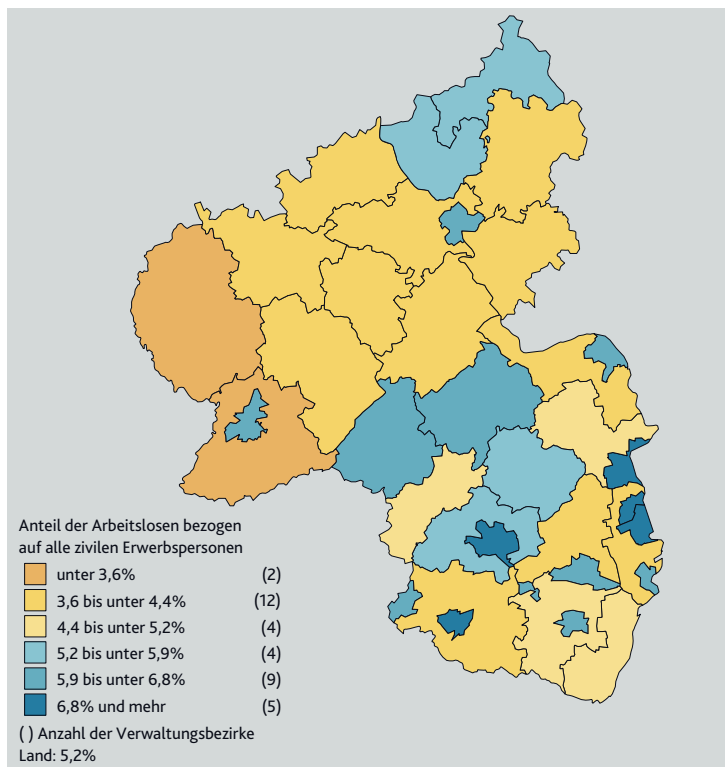 Anteil der Arbeitslosen bezogen
auf alle zivilen Erwerbspersonen
unter 3,6% (2)
3,6 bis unter 4,4% (12)
4,4 bis unter 5,2% (4)
5,2 bis unter 5,9% (4)
5,9 bis unter 6,8% (9)
6,8% und mehr (5)
( ) Anzahl der Verwaltungsbezirke
Land: 5,2%